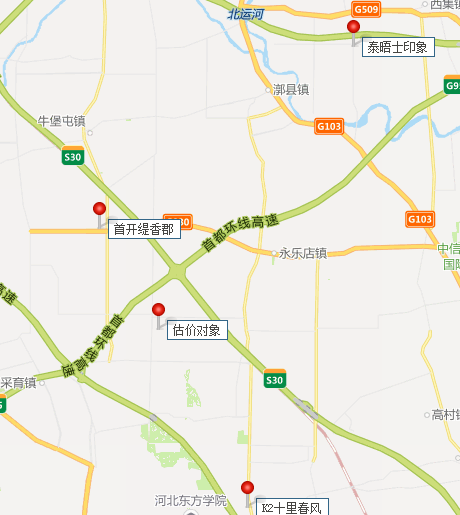 G509
西集镇
北运河
泰晤士印象
漷县镇
G95
牛堡屯镇
G103
S30
首开缇香郡
首都环线高速
G103
永乐店镇
中信
国际
高速
估价对象
首都环线高速
S30
采育镇
高村镇
河北东方学院
K2十里春风